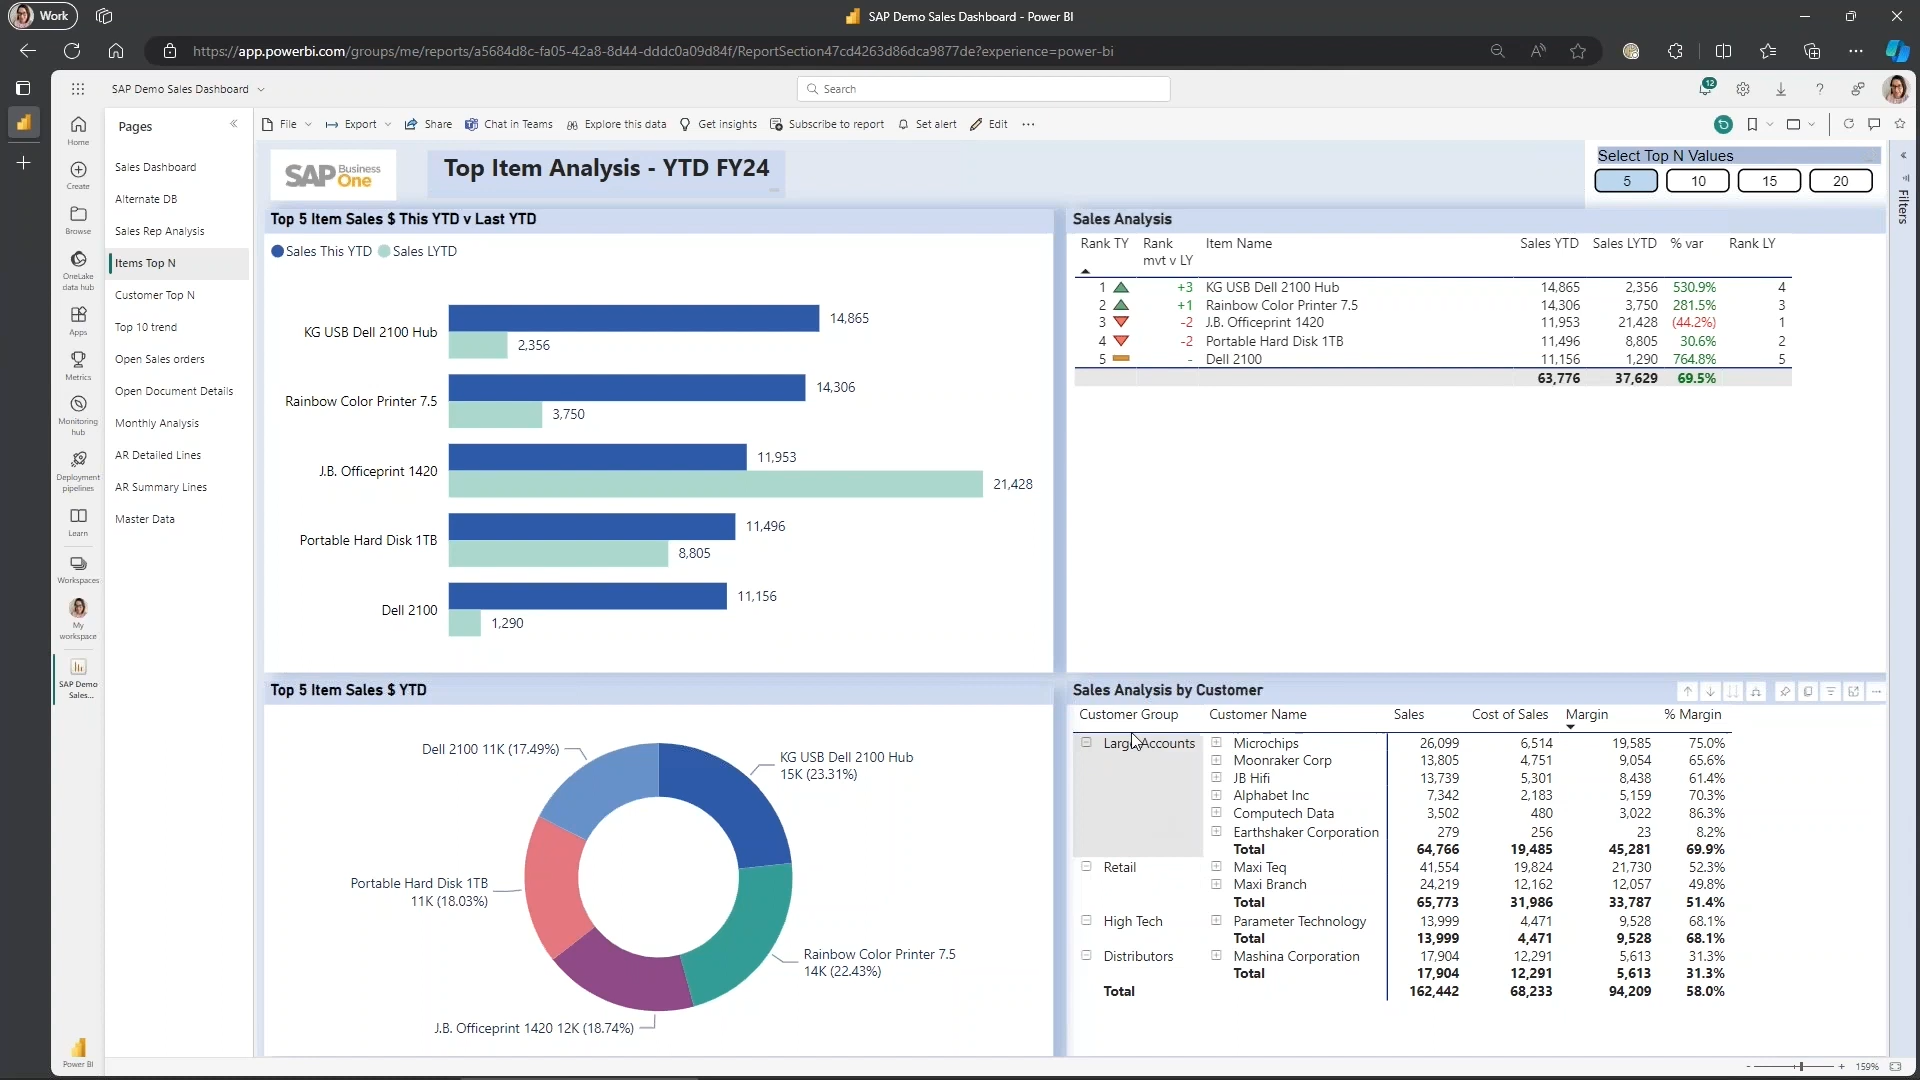 Work
SAP Demo Sales Dashboard - Power BI
https://app.powerbi.com/groups/me/reports/a5684d8c-fa05-42a8-8d44-dddc0a09d84f/ReportSection47cd4263d86dca9877de?experience=power-bi
SAP Demo Sales Dashboard
Search
12
Home
Create
Browse
OneLake
data hub
Apps
Metrics
Monitoring
hub
Deployment
pipelines
Learn
Workspaces
My
workspace
SAP Demo
Sales...
Power BI
Pages
Sales Dashboard
Alternate DB
Sales Rep Analysis
Items Top N
Customer Top N
Top 10 trend
Open Sales orders
Open Document Details
Monthly Analysis
AR Detailed Lines
AR Summary Lines
Master Data
File Export Share Chat in Teams Explore this data Get insights Subscribe to report Set alert Edit
SAP Business
One
Top Item Analysis - YTD FY24
Select Top N Values
5 10 15 20
Filters
Top 5 Item Sales $ This YTD v Last YTD
Sales This YTD Sales LYTD
KG USB Dell 2100 Hub 14,865
2,356
Rainbow Color Printer 7.5 14,306
3,750
J.B. Officeprint 1420 11,953
21,428
Portable Hard Disk 1TB 11,496
8,805
Dell 2100 11,156
1,290
Sales Analysis
Rank TY Rank Item Name Sales YTD Sales LYTD % var Rank LY
mvt v LY
1 +3 KG USB Dell 2100 Hub 14,865 2,356 530.9% 4
2 +1 Rainbow Color Printer 7.5 14,306 3,750 281.5% 3
3 -2 J.B. Officeprint 1420 11,953 21,428 (44.2%) 1
4 -2 Portable Hard Disk 1TB 11,496 8,805 30.6% 2
5 - Dell 2100 11,156 1,290 764.8% 5
63,776 37,629 69.5%
Top 5 Item Sales $ YTD
Dell 2100 11K (17.49%)
KG USB Dell 2100 Hub
15K (23.31%)
Portable Hard Disk 1TB
11K (18.03%)
Rainbow Color Printer 7.5
14K (22.43%)
J.B. Officeprint 1420 12K (18.74%)
Sales Analysis by Customer
Customer Group Customer Name Sales Cost of Sales Margin % Margin
Large Accounts Microchips 26,099 6,514 19,585 75.0%
Moonraker Corp 13,805 4,751 9,054 65.6%
JB Hifi 13,739 5,301 8,438 61.4%
Alphabet Inc 7,342 2,183 5,159 70.3%
Computech Data 3,502 480 3,022 86.3%
Earthshaker Corporation 279 256 23 8.2%
Total 64,766 19,485 45,281 69.9%
Retail Maxi Teq 41,554 19,824 21,730 52.3%
Maxi Branch 24,219 12,162 12,057 49.8%
Total 65,773 31,986 33,787 51.4%
High Tech Parameter Technology 13,999 4,471 9,528 68.1%
Total 13,999 4,471 9,528 68.1%
Distributors Mashina Corporation 17,904 12,291 5,613 31.3%
Total 17,904 12,291 5,613 31.3%
Total 162,442 68,233 94,209 58.0%
159%